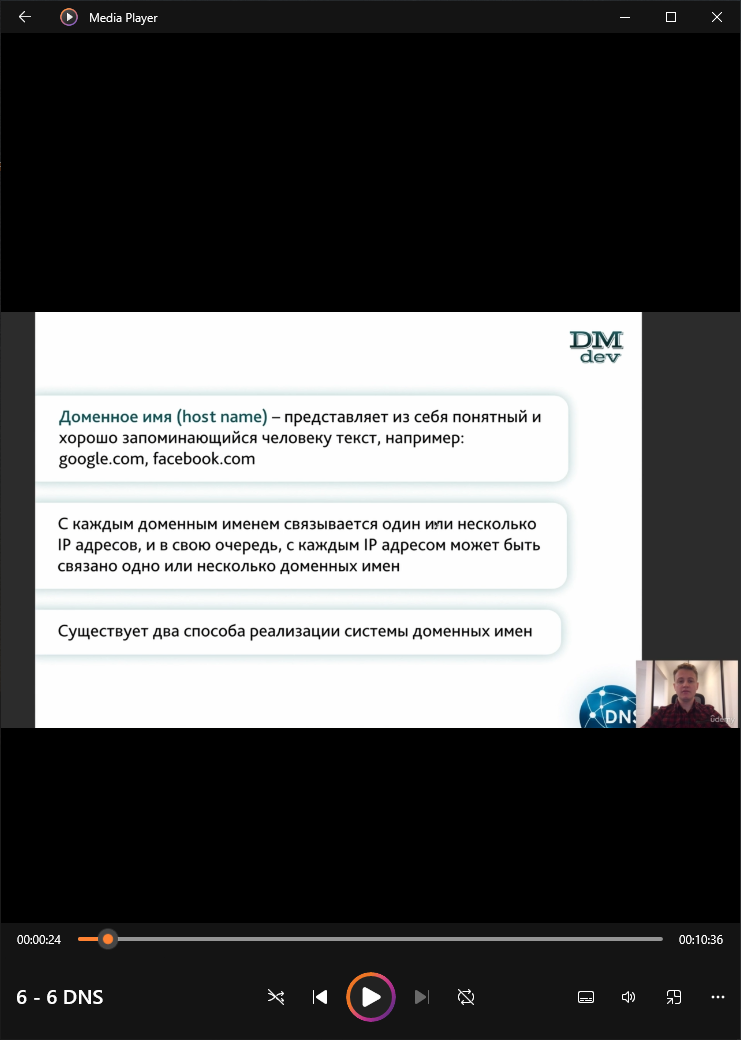 Media Player
DM
dev
Доменное имя (host name) – представляет из себя понятный и
хорошо запоминающийся человеку текст, например:
google.com, facebook.com
С каждым доменным именем связывается один или несколько
IP адресов, и в свою очередь, с каждым IP адресом может быть
связано одно или несколько доменных имен
Существует два способа реализации системы доменных имен
DNS
00:00:24
00:10:36
6 - 6 DNS